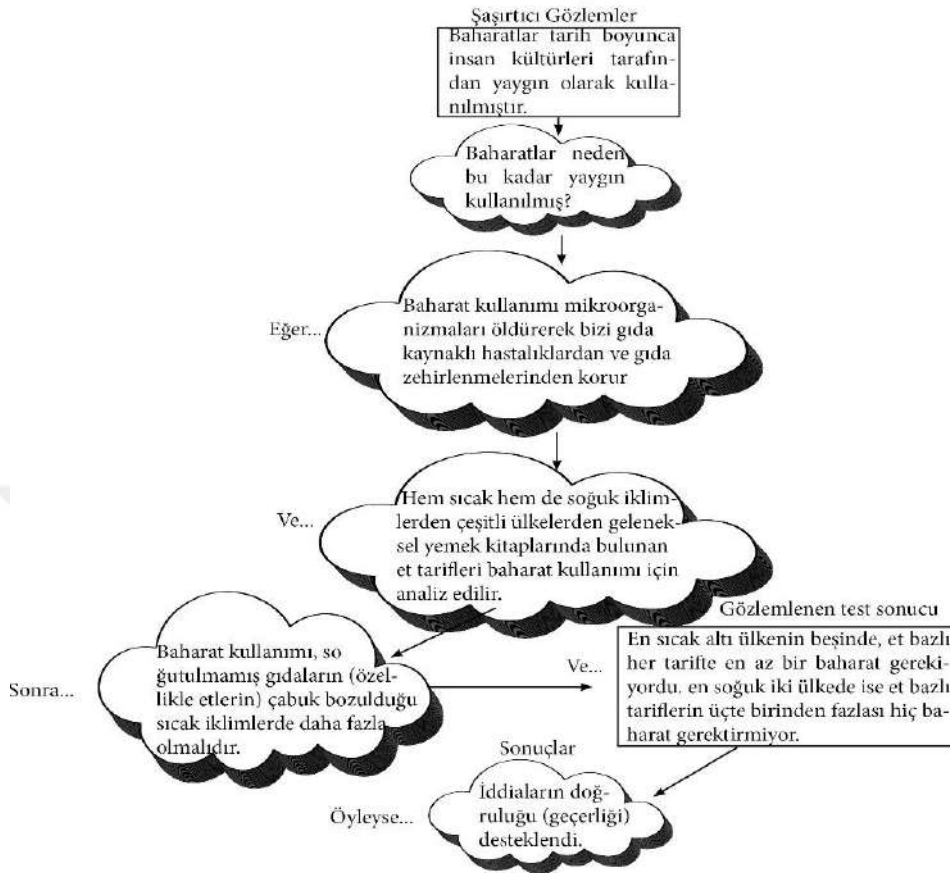 Şaşırtıcı Gözlemler
Baharatlar tarih boyunca
insan kültürleri tarafın-
dan yaygın olarak kulla-
nılmıştır.
Baharatlar neden
bu kadar yaygın
kullanılmış?
Eğer...
Baharat kullanımı mikroorga-
nizmaları öldürerek bizi gıda
kaynaklı hastalıklardan ve gıda
zehirlenmelerinden korur
Ve...
Hem sıcak hem de soğuk iklim-
lerden çeşitli ülkelerden gelenek-
sel yemek kitaplarında bulunan
et tarifleri baharat kullanımı için
analiz edilir.
Sonra...
Baharat kullanımı, so
ğutulmamış gıdaların (özel-
likle etlerin) çabuk bozulduğu
sıcak iklimlerde daha fazla
olmalıdır.
Ve...
Gözlemlenen test sonucu
En sıcak altı ülkenin beşinde, et bazlı
her tarifte en az bir baharat gereki-
yordu. en soğuk iki ülkede ise et bazlı
tariflerin üçte birinden fazlası hiç ba-
harat gerektirmiyor.
Sonuçlar
Öyleyse...
İddiaların doğ-
ruluğu (geçerliği)
desteklendi.